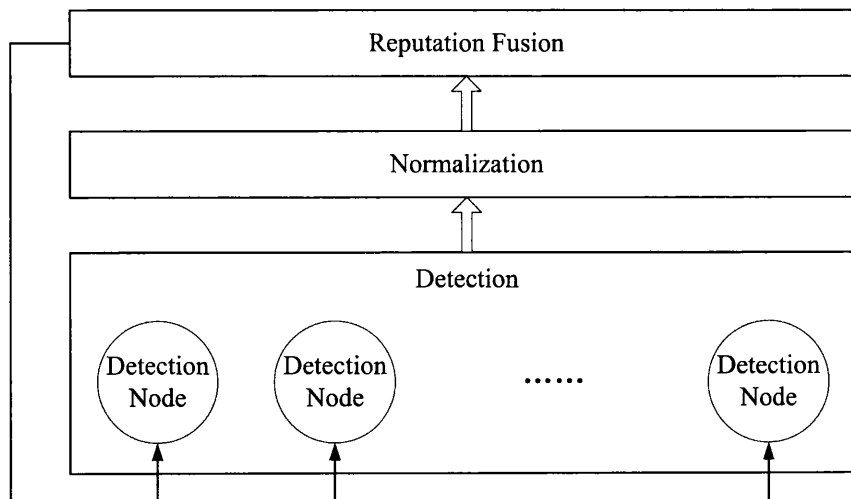 Reputation Fusion
Normalization
Detection
Detection
Node
Detection
Node
......
Detection
Node